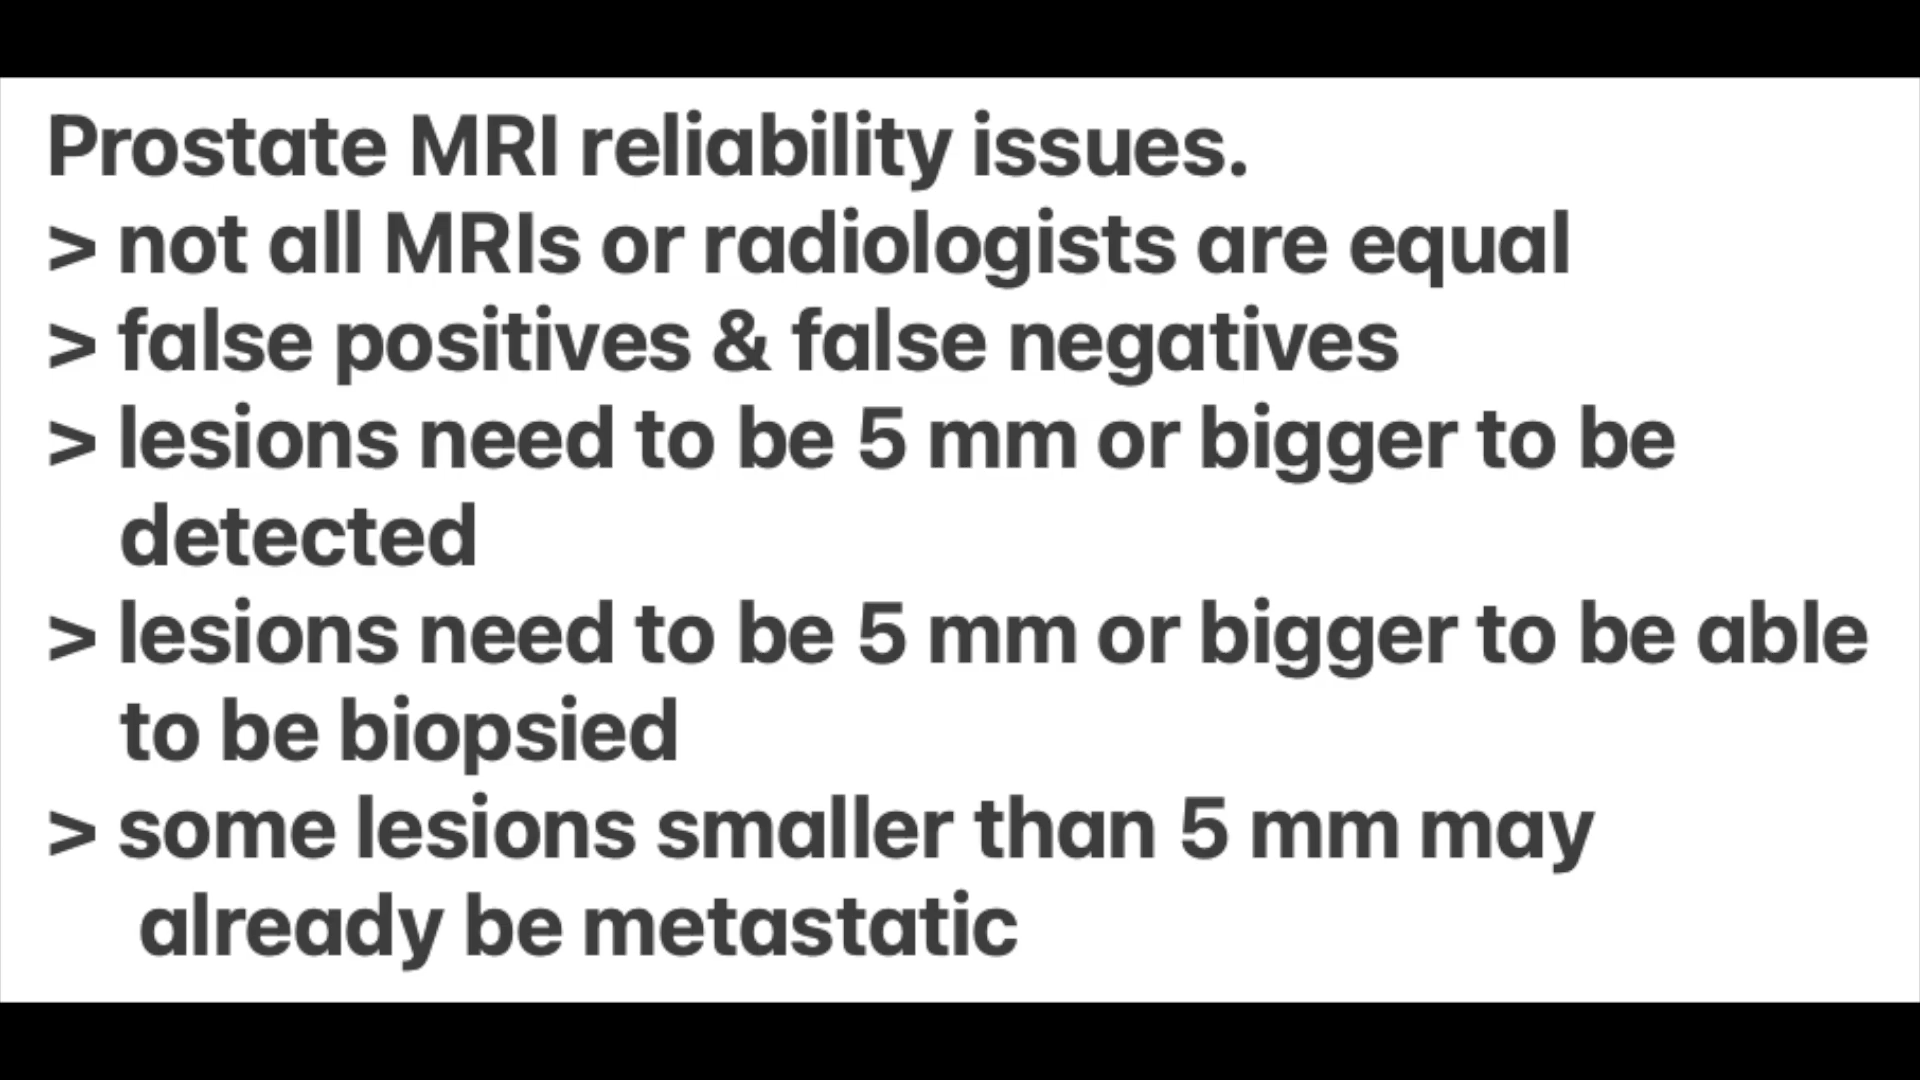 Prostate MRI reliability issues.
> not all MRIs or radiologists are equal
> false positives & false negatives
> lesions need to be 5 mm or bigger to be
detected
> lesions need to be 5 mm or bigger to be able
to be biopsied
> some lesions smaller than 5 mm may
already be metastatic